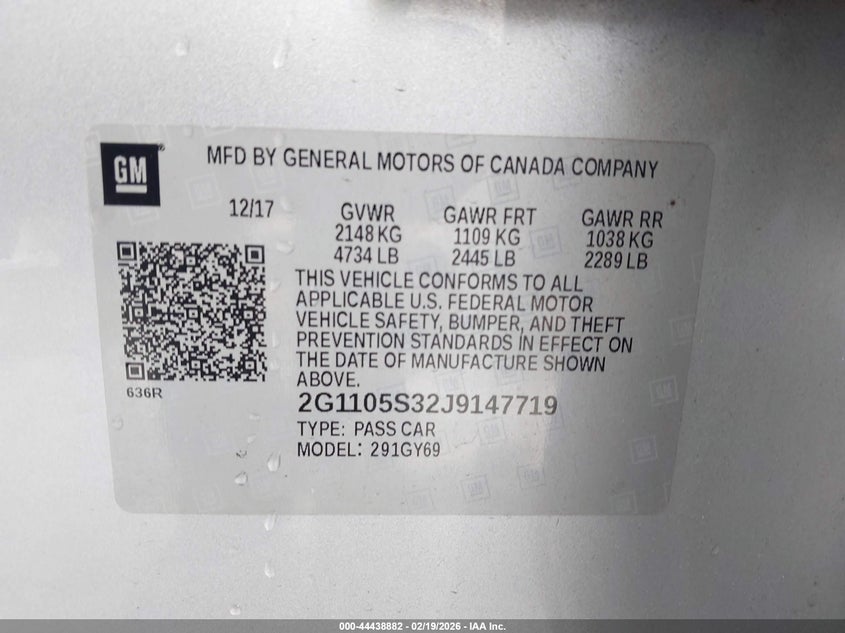 GM
MFD BY GENERAL MOTORS OF CANADA COMPANY
12/17
GVWR GAWR FRT GAWR RR
2148 KG 1109 KG 1038 KG
4734 LB 2445 LB 2289 LB
THIS VEHICLE CONFORMS TO ALL
APPLICABLE U.S. FEDERAL MOTOR
VEHICLE SAFETY, BUMPER, AND THEFT
PREVENTION STANDARDS IN EFFECT ON
THE DATE OF MANUFACTURE SHOWN
ABOVE.
636R
2G1105S32J9147719
TYPE: PASS CAR
MODEL: 291GY69
000-44438882 - 02/19/2026 - IAA Inc.